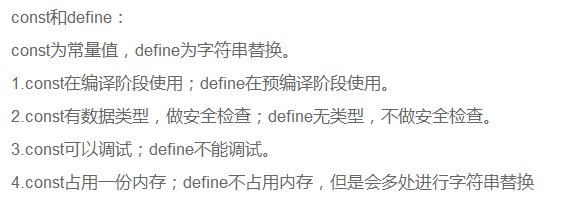 const和define：
const为常量值，define为字符串替换。
1.const在编译阶段使用；define在预编译阶段使用。
2.const有数据类型，做安全检查；define无类型，不做安全检查。
3.const可以调试；define不能调试。
4.const占用一份内存；define不占用内存，但是会多处进行字符串替换